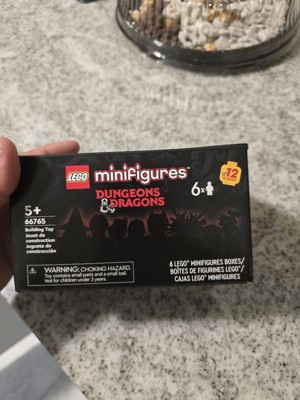 LEGO minifigures™
DUNGEONS
& DRAGONS
6x
12
5+
66765
Building Toy
Jouet de
construction
Juguete de
construcción
WARNING: CHOKING HAZARD.
Toy contains small parts and a small ball.
Not for children under 3 years.
6 LEGO® MINIFIGURES BOXES/
BOÎTES DE FIGURINES LEGO®/
CAJAS LEGO® MINIFIGURES